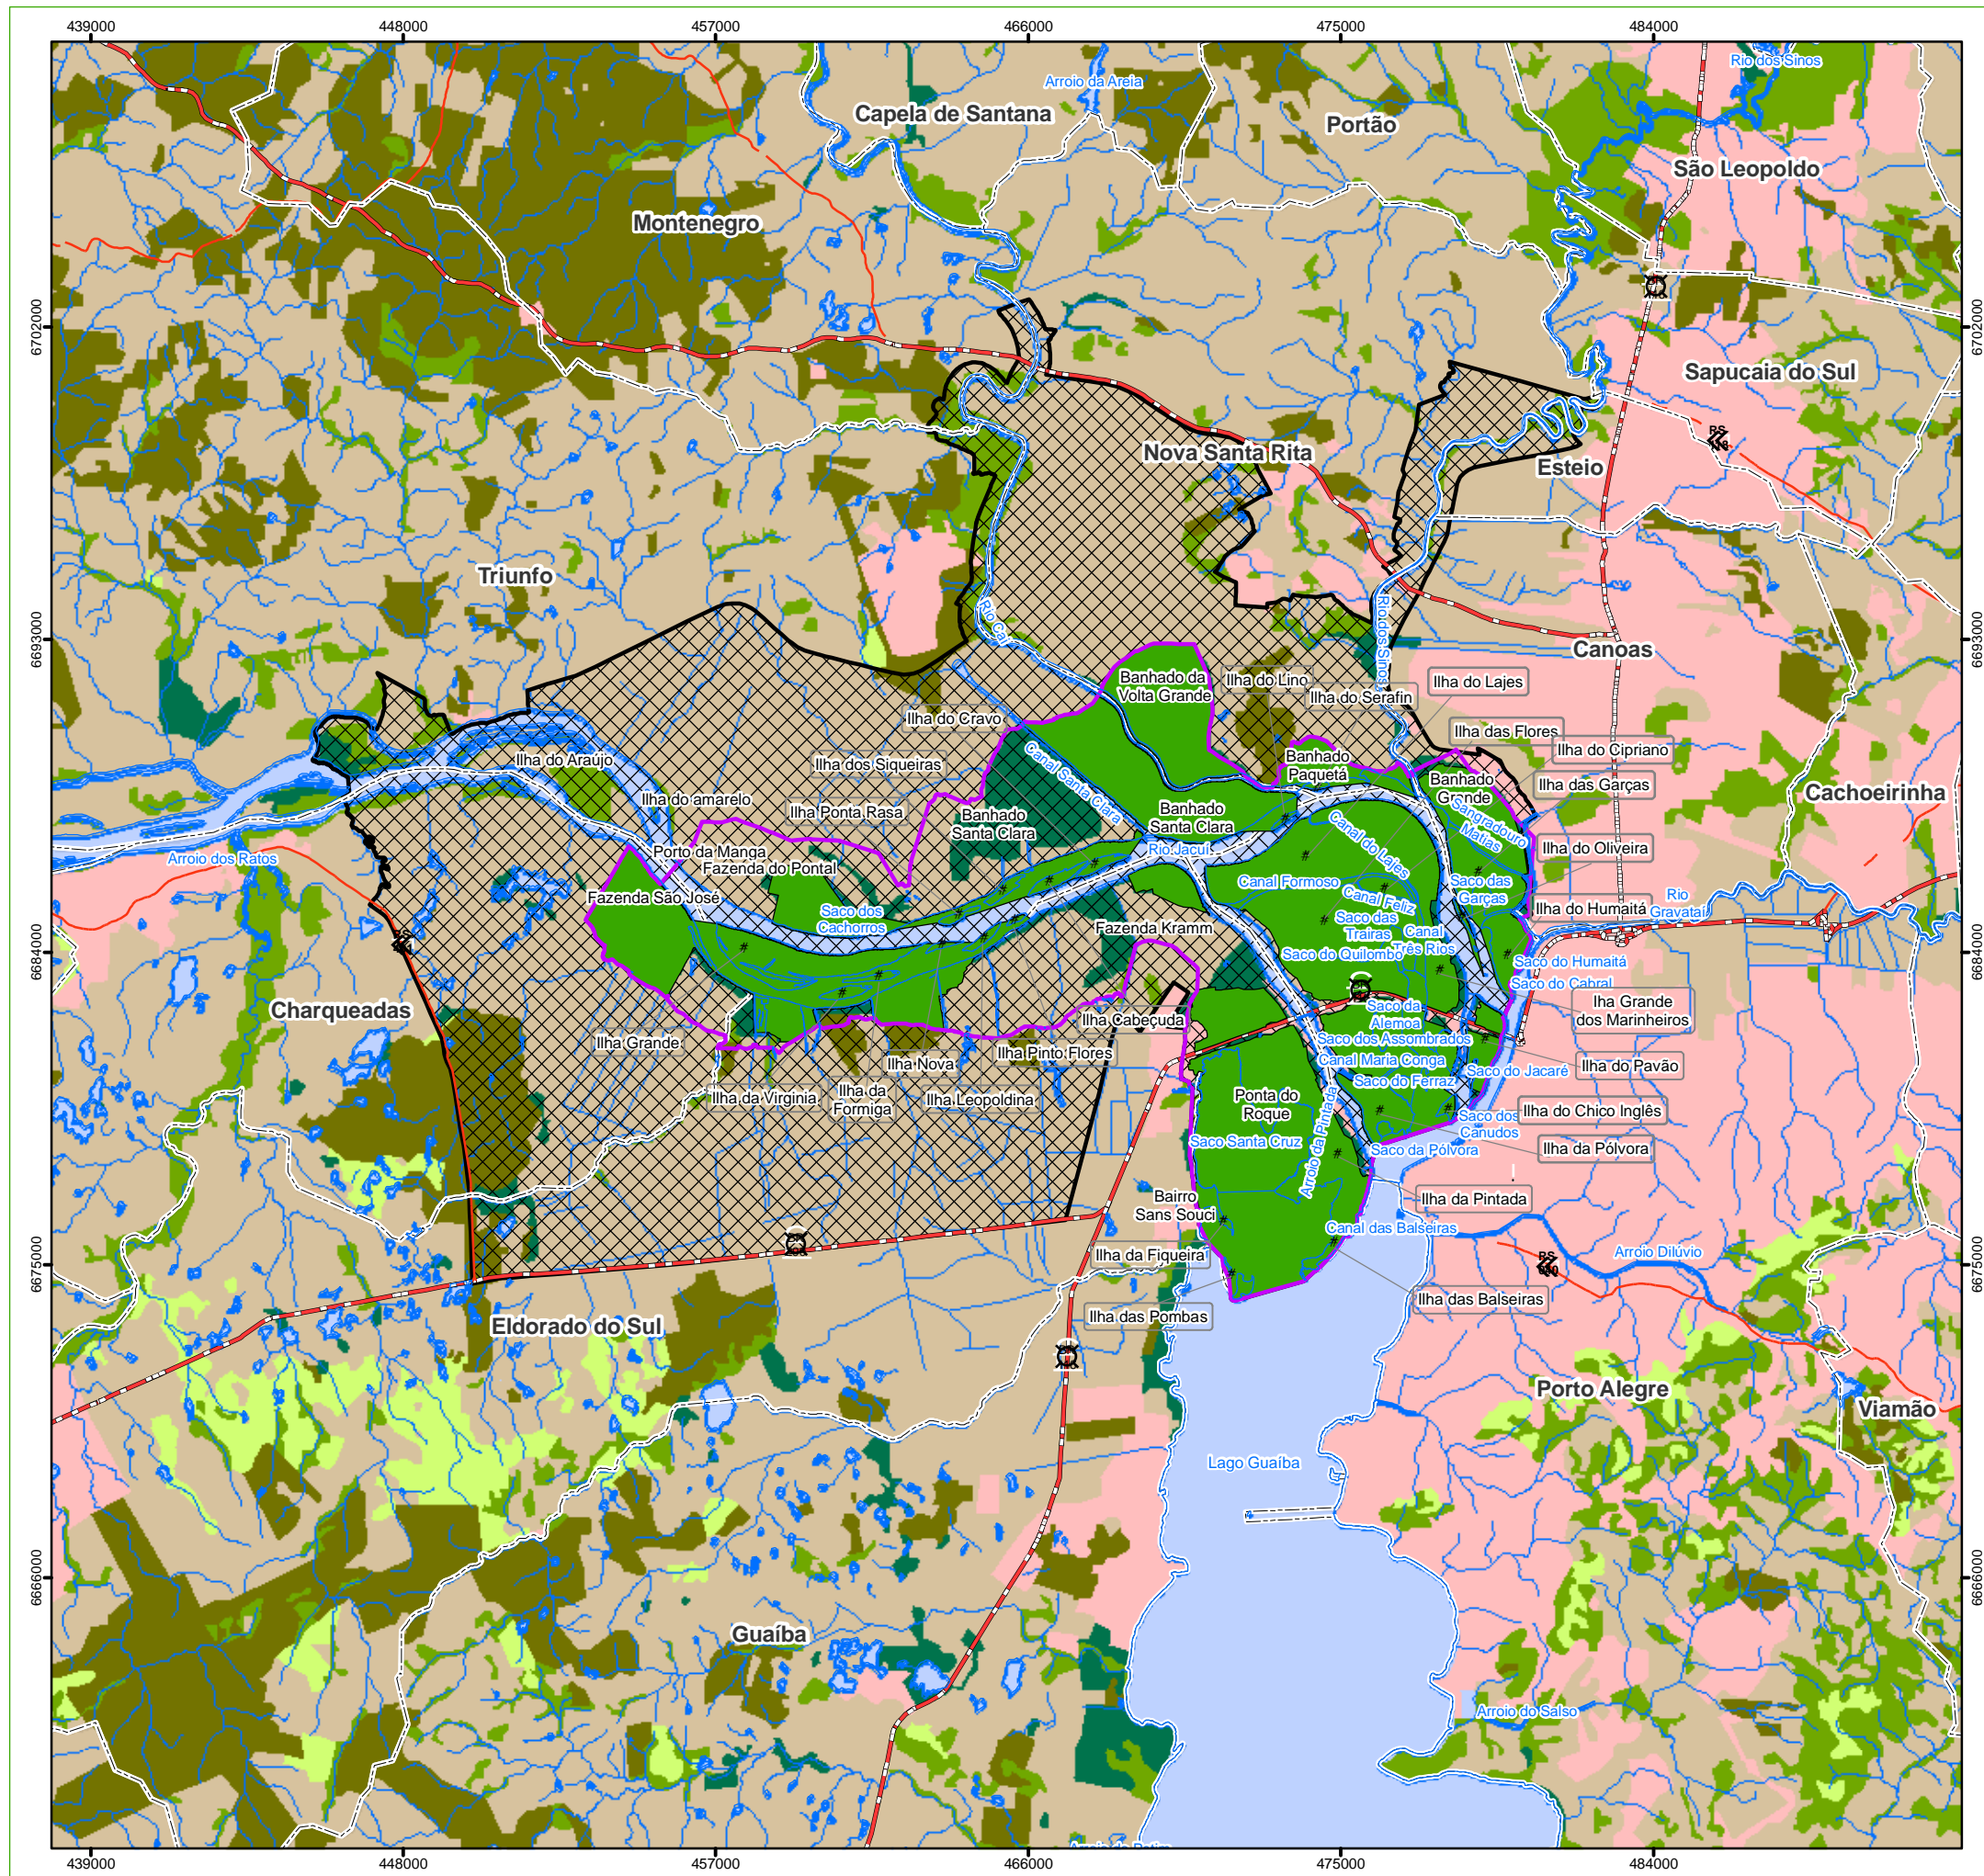 439000
448000
457000
466000
475000
484000
Rio dos Sinos
Arroio da Areia
Capela de Santana
Portão
São Leopoldo
Montenegro
6702000
6702000
Sapucaia do Sul
RS
Nova Santa Rita
Esteio
Triunfo
Rio Caí
Rio dos Sinos
6693000
6693000
Canoas
Banhado da
Volta Grande
Ilha do Lino
Ilha do Lajes
Ilha do Serafin
Ilha do Cravo
Ilha das Flores
Ilha do Cipriano
Ilha do Araújo
Ilha dos Siqueiras
Canal Santa Clara
Banhado
Paquetá
Banhado
Grande
Ilha das Garças
Cachoeirinha
Ilha do amarelo
Ilha Ponta Rasa
Banhado
Santa Clara
Banhado
Santa Clara
Sangradouro
Matias
Canal do Lajes
Ilha do Oliveira
Rio Jacuí
Arroio dos Ratos
Porto da Manga
Fazenda do Pontal
Canal Formoso
Saco das
Garças
Fazenda São José
Canal Feliz
Ilha do Humaitá
Rio
Gravataí
Saco dos
Cachorros
Fazenda Kramm
Saco das
Trairas
Canal
Três Rios
RS
Saco do Quilombo
6684000
6684000
Saco do Humaitá
Saco do Cabral
Charqueadas
Saco da
Alemoa
Ilha Grande
dos Marinheiros
Ilha Cabeçuda
Ilha Grande
Saco dos Assombrados
Ilha Pinto Flores
Ilha Nova
Canal Maria Conga
Ilha do Pavão
Saco do Jacaré
Saco do Ferraz
Ilha da Virginia
Ilha da
Formiga
Ilha Leopoldina
Ponta do
Roque
Arroio da Pintada
Ilha do Chico Inglês
Saco dos
Canudos
Saco Santa Cruz
Saco da Pólvora
Ilha da Pólvora
Bairro
Sans Souci
Ilha da Pintada
Canal das Balseiras
Ilha da Figueira
Arroio Dilúvio
RS
6675000
6675000
Ilha das Balseiras
Ilha das Pombas
Eldorado do Sul
Porto Alegre
Viamão
Lago Guaíba
6666000
6666000
Guaíba
Arroio do Salso
439000
448000
457000
466000
475000
484000